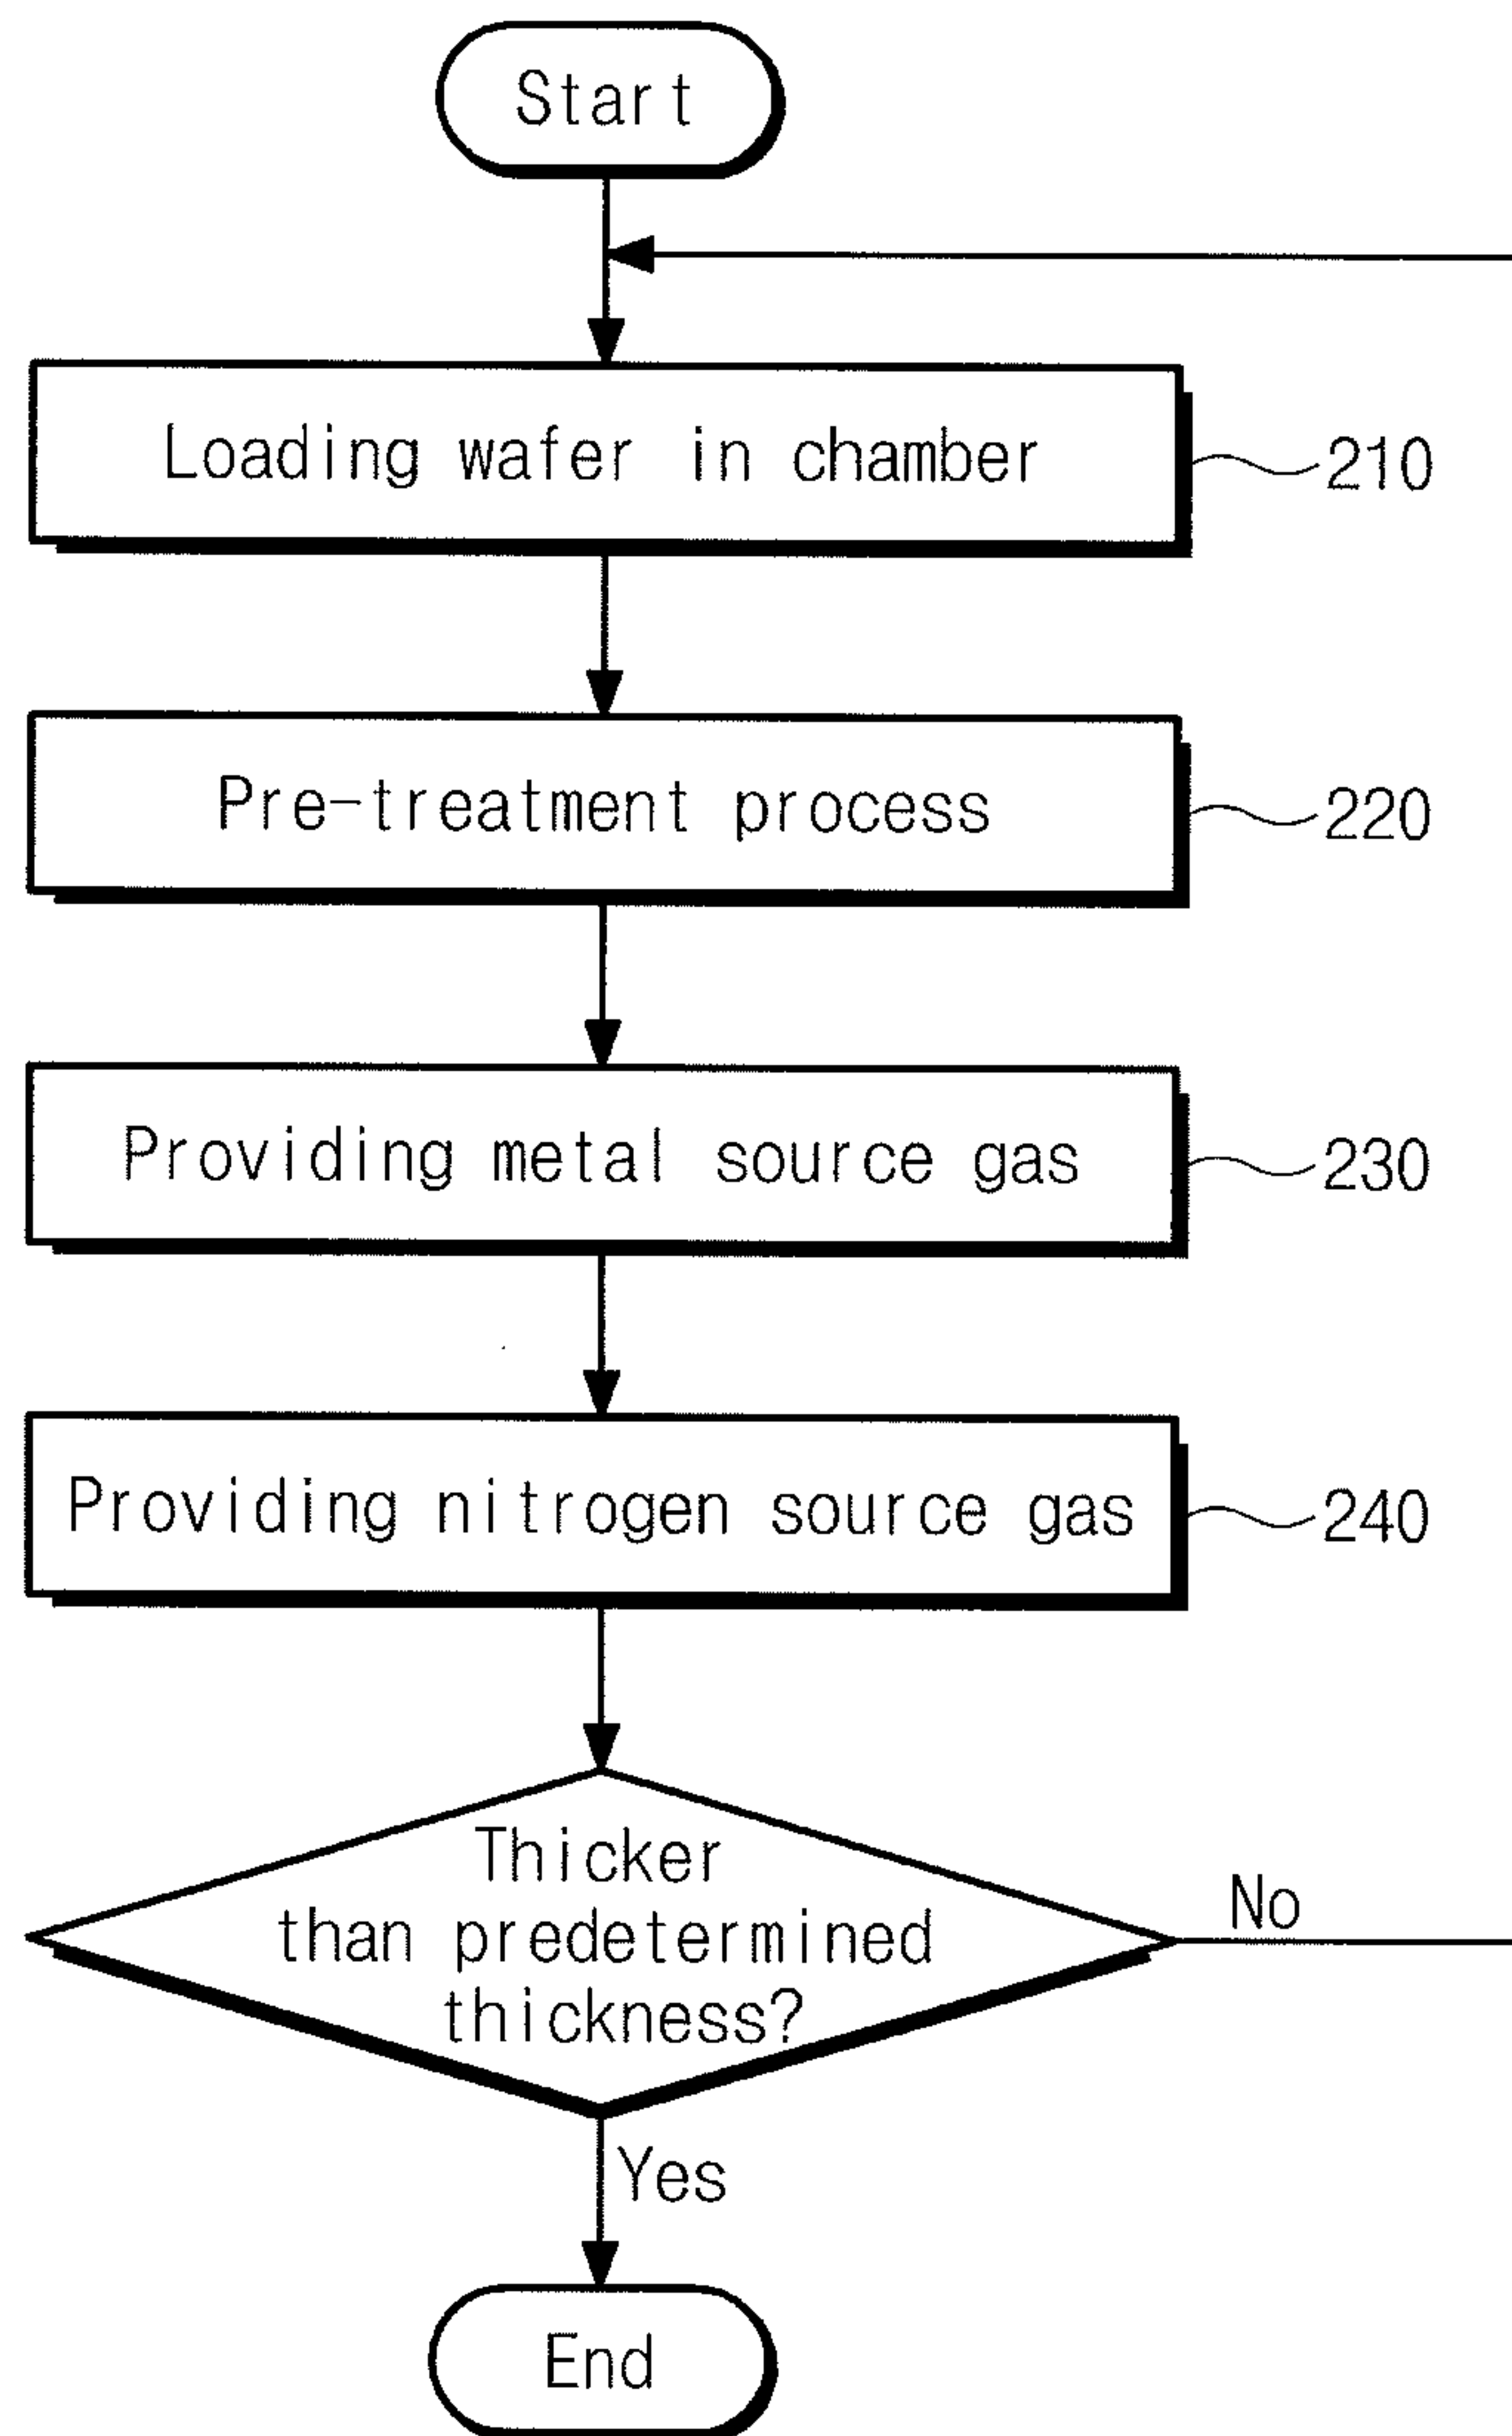 Start
Loading wafer in chamber
210
Pre-treatment process
220
Providing metal source gas
230
Providing nitrogen source gas
240
Thicker
than predetermined
thickness?
No
Yes
End